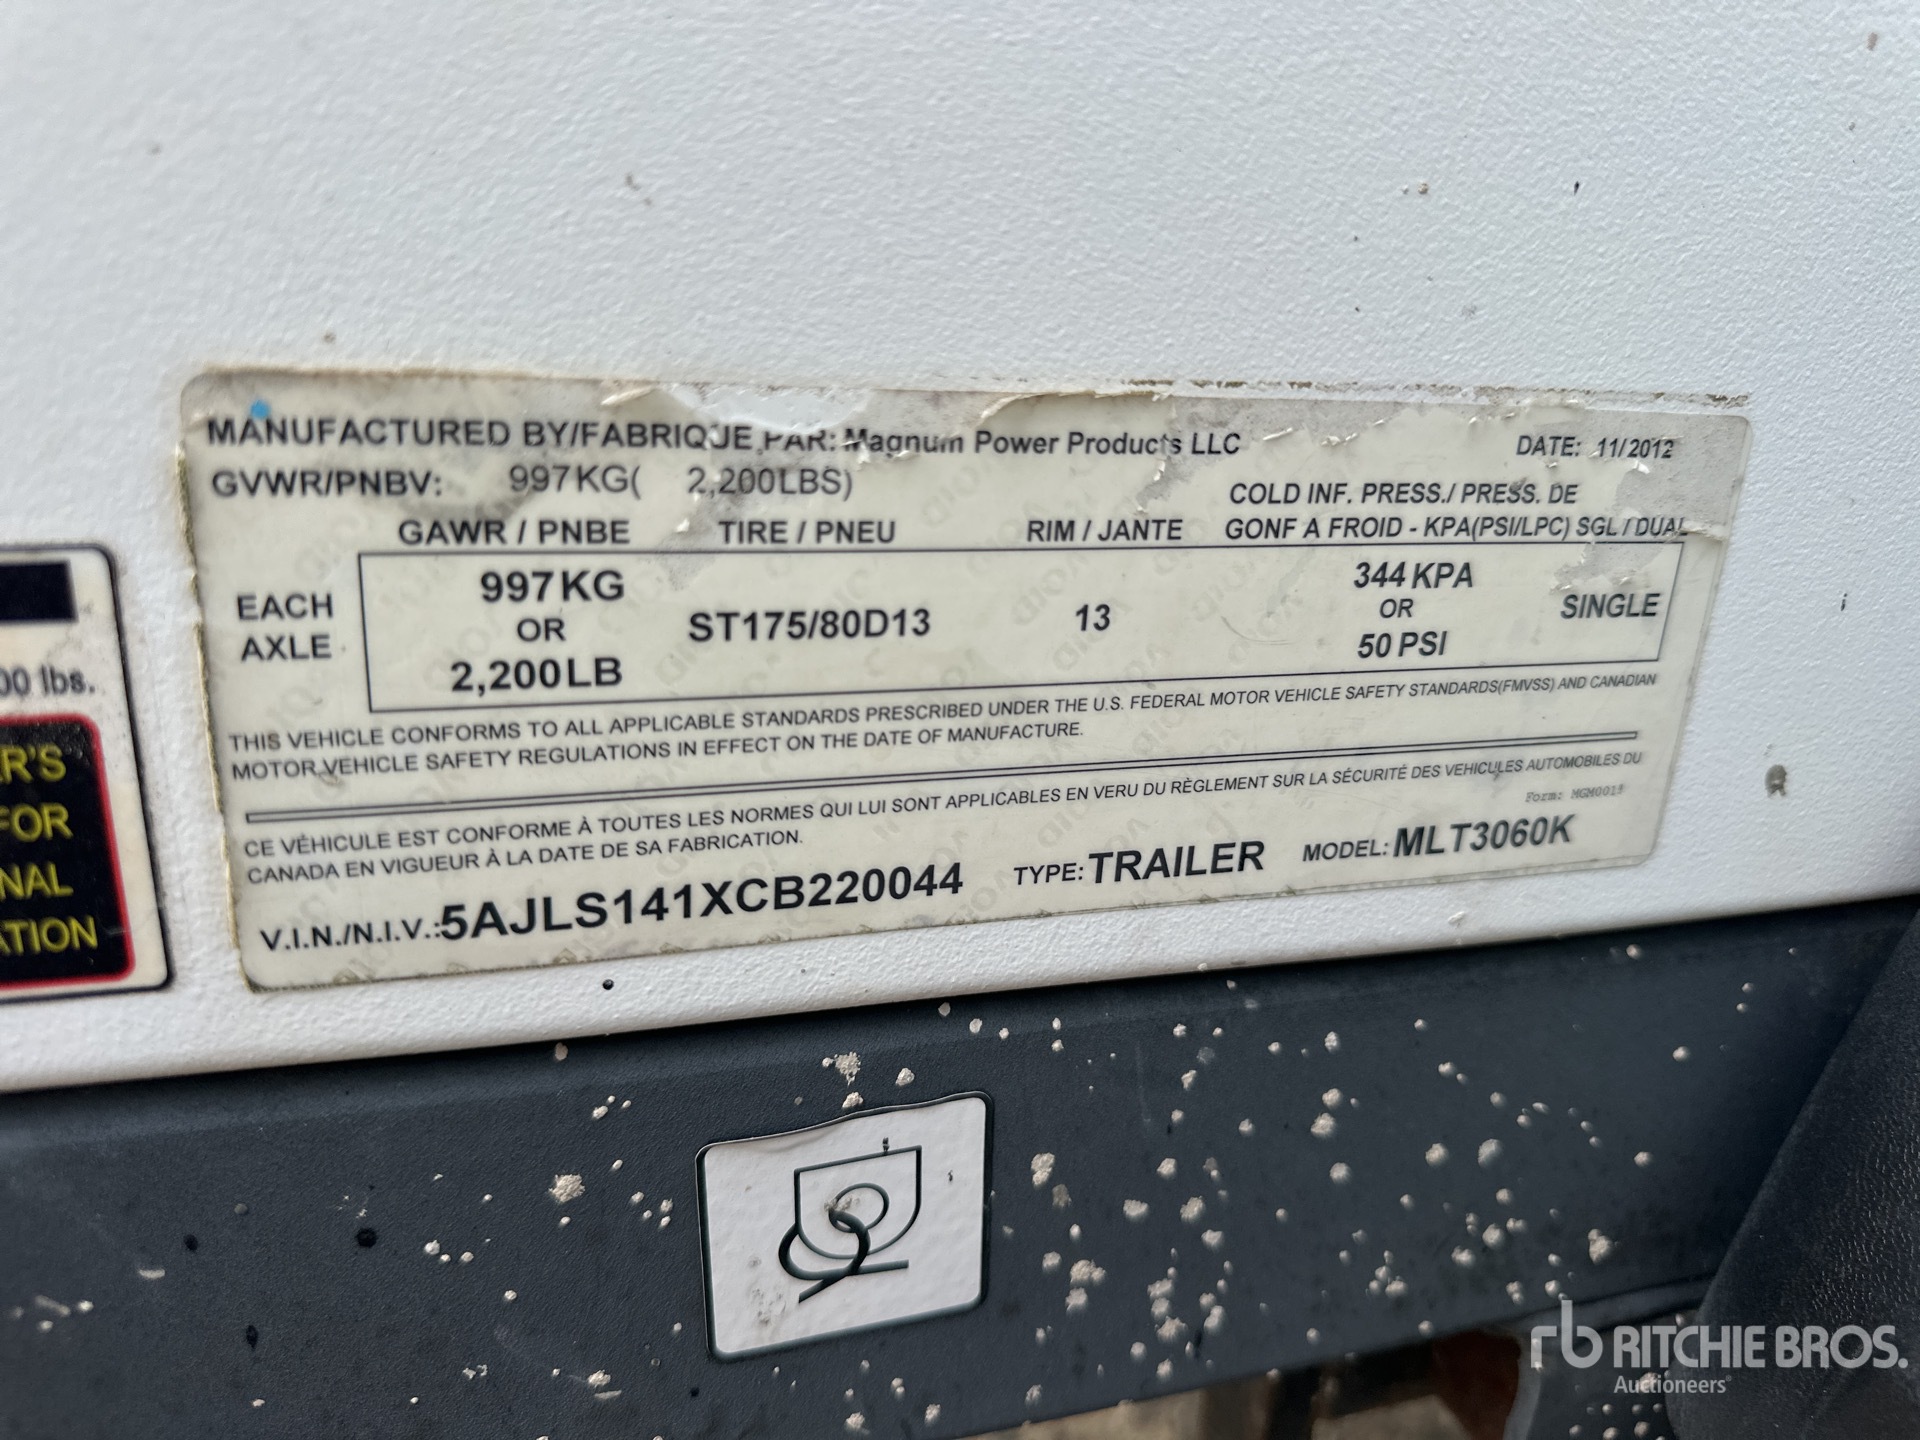 MANUFACTURED BY/FABRIQUE PAR: Magnum Power Products LLC DATE: 11/2012
GVWR/PNBV: 997KG( 2,200LBS)
COLD INF. PRESS./ PRESS. DE
GAWR / PNBE TIRE / PNEU RIM / JANTE GONF A FROID - KPA(PSI/LPC) SGL / DUAL
EACH AXLE
997KG
OR
2,200LB
ST175/80D13
13
344 KPA
OR
50 PSI
SINGLE
THIS VEHICLE CONFORMS TO ALL APPLICABLE STANDARDS PRESCRIBED UNDER THE U.S. FEDERAL MOTOR VEHICLE SAFETY STANDARDS(FMVSS) AND CANADIAN
MOTOR VEHICLE SAFETY REGULATIONS IN EFFECT ON THE DATE OF MANUFACTURE.
CE VÉHICULE EST CONFORME À TOUTES LES NORMES QUI LUI SONT APPLICABLES EN VERU DU RÈGLEMENT SUR LA SÉCURITÉ DES VEHICULES AUTOMOBILES DU
CANADA EN VIGUEUR À LA DATE DE SA FABRICATION.
Form: MGM0015
V.I.N./N.I.V.:5AJLS141XCB220044 TYPE: TRAILER MODEL: MLT3060K
00 lbs.
ER'S
FOR
NAL
ATION
rb RITCHIE BROS.
Auctioneers